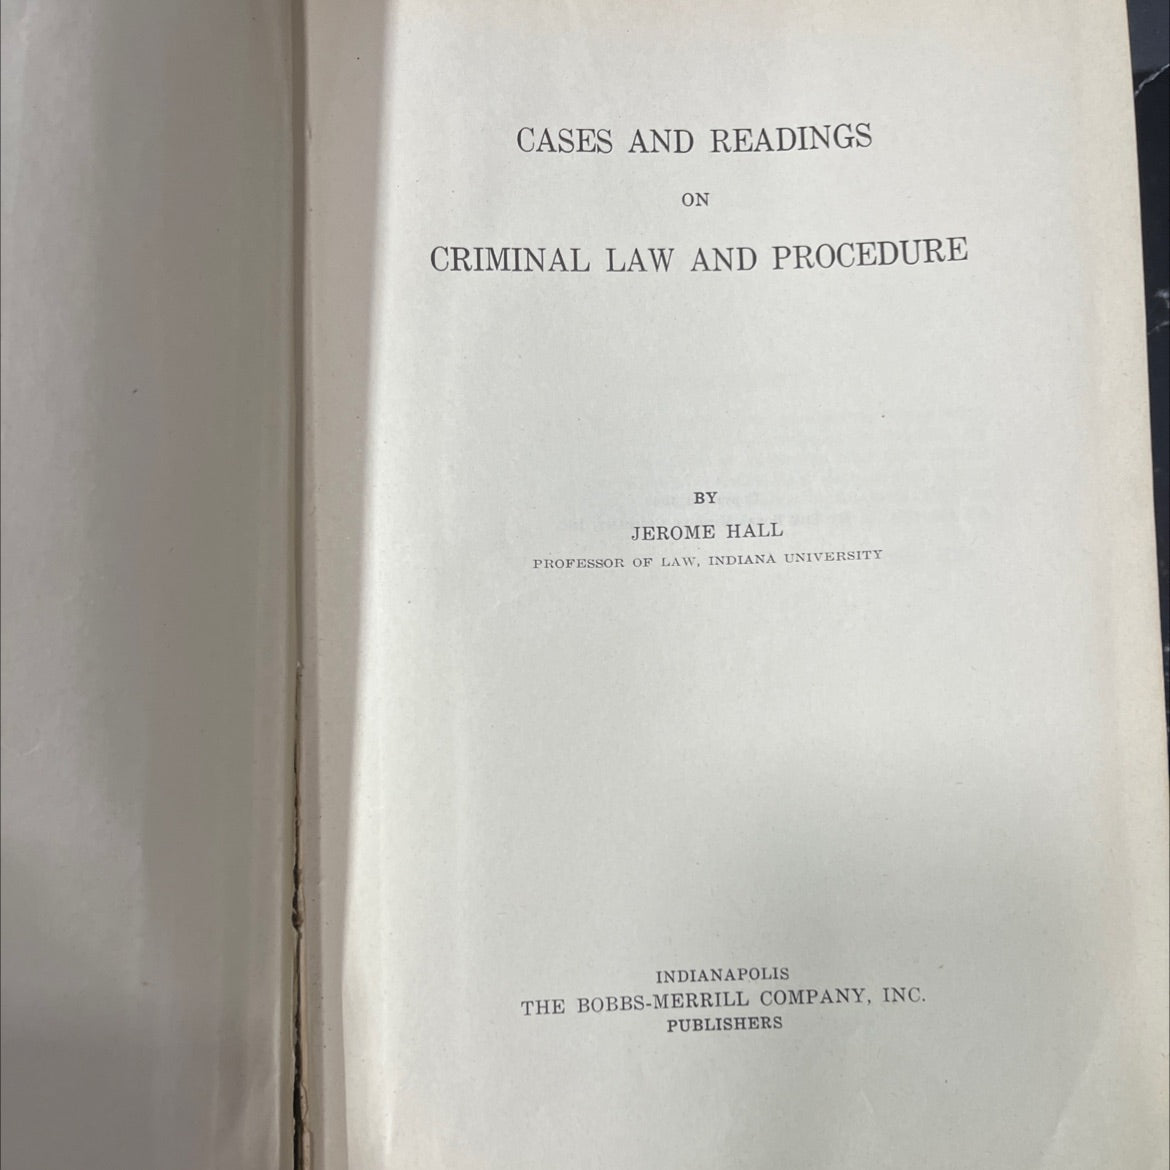 CASES AND READINGS
ON
CRIMINAL LAW AND PROCEDURE
BY
JEROME HALL
PROFESSOR OF LAW, INDIANA UNIVERSITY
INDIANAPOLIS
THE BOBBS-MERRILL COMPANY, INC.
PUBLISHERS